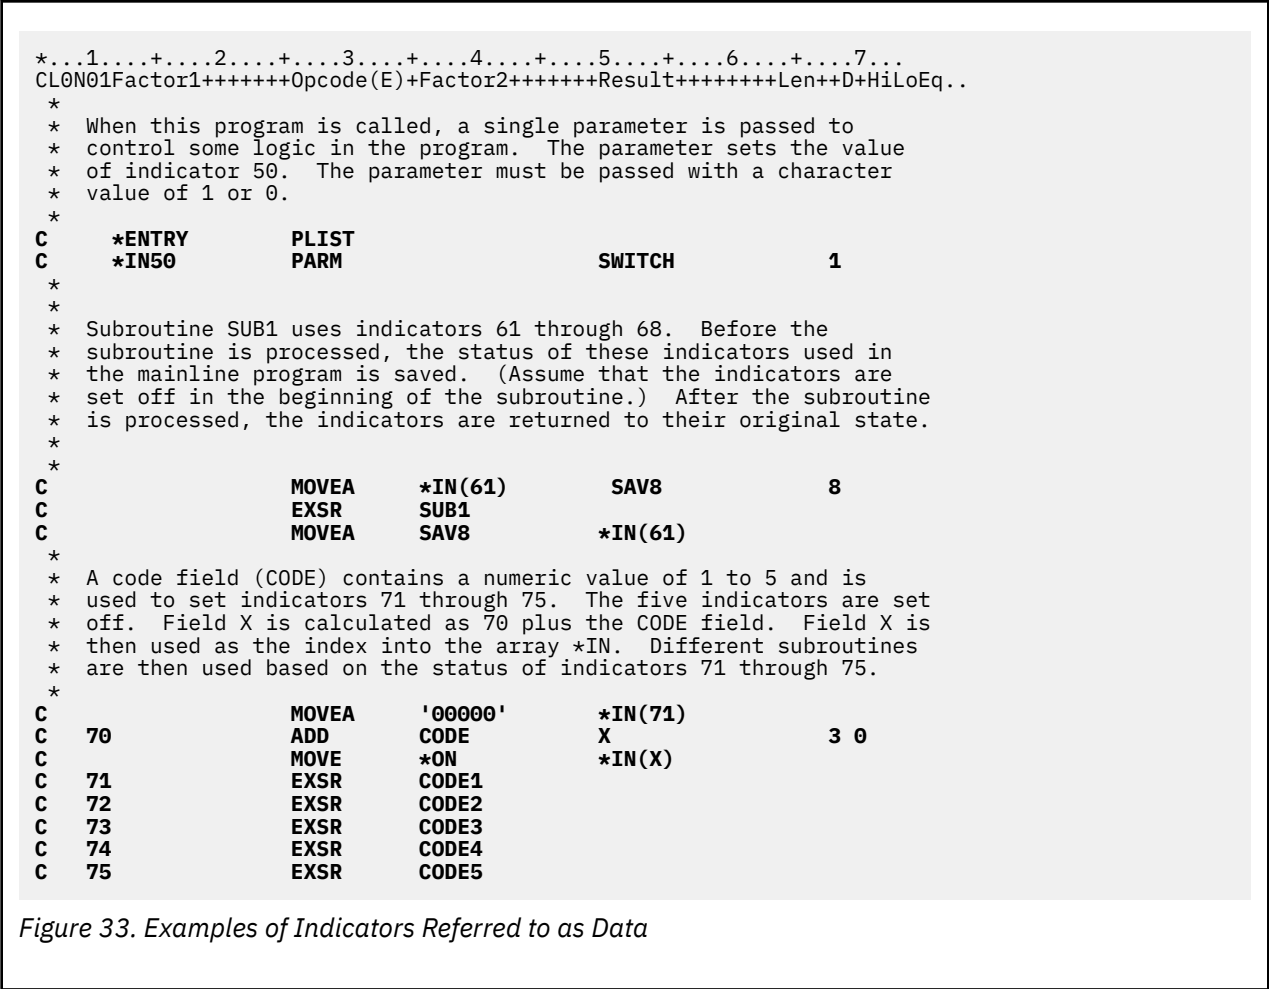 *...1....+....2....+....3....+....4....+....5....+....6....+....7...
CL0N01Factor1+++++++Opcode(E)+Factor2+++++++Result++++++++Len++D+HiLoEq..
 *
 *  When this program is called, a single parameter is passed to
 *  control some logic in the program.  The parameter sets the value
 *  of indicator 50.  The parameter must be passed with a character
 *  value of 1 or 0.
 *
C     *ENTRY        PLIST
C     *IN50         PARM                    SWITCH            1
 *
 *
 *  Subroutine SUB1 uses indicators 61 through 68.  Before the
 *  subroutine is processed, the status of these indicators used in
 *  the mainline program is saved.  (Assume that the indicators are
 *  set off in the beginning of the subroutine.)  After the subroutine
 *  is processed, the indicators are returned to their original state.
 *
 *
C                   MOVEA     *IN(61)        SAV8             8
C                   EXSR      SUB1
C                   MOVEA     SAV8          *IN(61)
 *
 *  A code field (CODE) contains a numeric value of 1 to 5 and is
 *  used to set indicators 71 through 75.  The five indicators are set
 *  off.  Field X is calculated as 70 plus the CODE field.  Field X is
 *  then used as the index into the array *IN.  Different subroutines
 *  are then used based on the status of indicators 71 through 75.
 *
C                   MOVEA     '00000'       *IN(71)
C   70              ADD       CODE          X                 3 0
C                   MOVE      *ON           *IN(X)
C   71              EXSR      CODE1
C   72              EXSR      CODE2
C   73              EXSR      CODE3
C   74              EXSR      CODE4
C   75              EXSR      CODE5
Figure 33. Examples of Indicators Referred to as Data